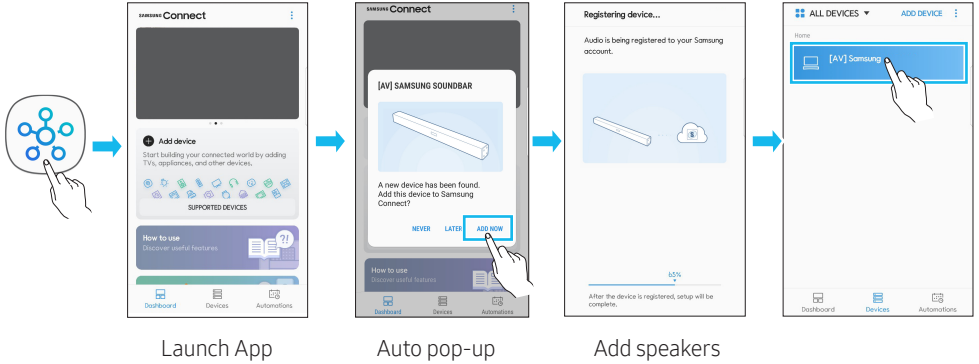 SAMSUNG Connect
Add device
Start building your connected world by adding
TVs, appliances, and other devices.
SUPPORTED DEVICES
How to use
Discover useful features
?!
Dashboard Devices Automations
SAMSUNG Connect
[AV] SAMSUNG SOUNDBAR
A new device has been found.
Add this device to Samsung
Connect?
NEVER LATER ADD NOW
How to use
Discover useful features
Dashboard Devices Automations
Registering device...
Audio is being registered to your Samsung
account.
S
65%
After the device is registered, setup will be
complete.
ALL DEVICES ▼ ADD DEVICE
Home
[AV] Samsung
Dashboard Devices Automations
Launch App
Auto pop-up
Add speakers